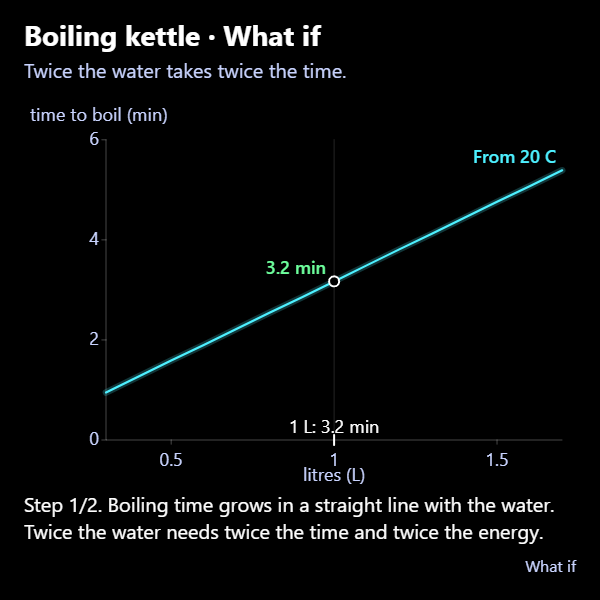 Boiling kettle · What if
Twice the water takes twice the time.
time to boil (min)
6
From 20 C
4
3.2 min
2
1 L: 3.2 min
0
0.5
1
1.5
litres (L)
Step 1/2. Boiling time grows in a straight line with the water.
Twice the water needs twice the time and twice the energy.
What if